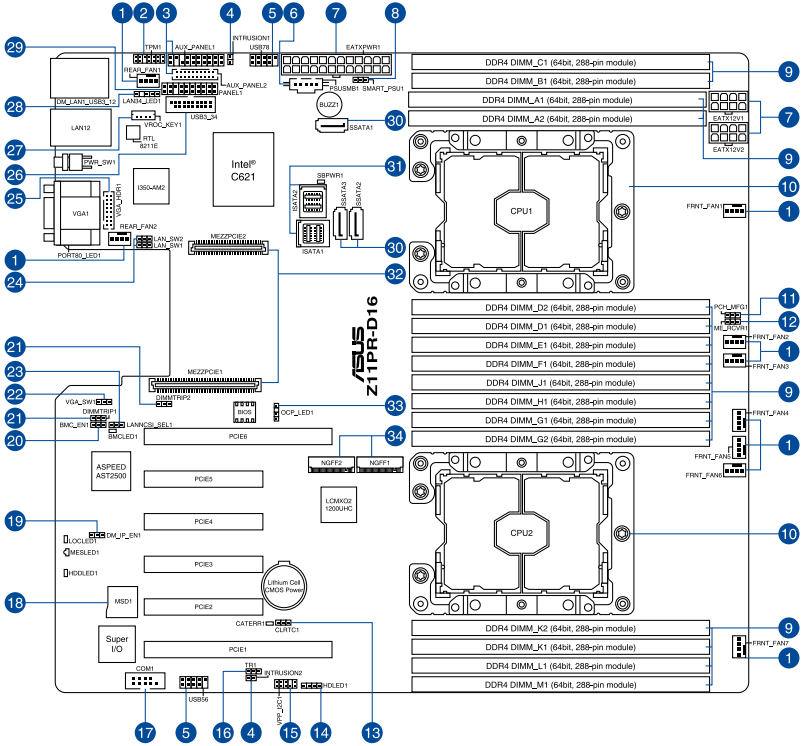 1 2 3 4 5 6 7 8
29 TPM1 AUX_PANEL1 INTRUSION1 USB78 EATXPWR1
REAR_FAN1
1
AUX_PANEL2
PANEL1
PSUSMB1 SMART_PSU1
DDR4 DIMM_C1 (64bit, 288-pin module)
DDR4 DIMM_B1 (64bit, 288-pin module)
9
DDR4 DIMM_A1 (64bit, 288-pin module)
DDR4 DIMM_A2 (64bit, 288-pin module)
EATX12V1
7
EATX12V2
9
28 DM_LAN1_USB3_12
LAN34_LED1
USB3_34
BUZZ1
SSATA1
30
27 LAN12 VROC_KEY1
RTL
8211E
26 PWR_SW1
25
Intel®
C621
31
SBPWR1
ISATA2
SSATA3
SSATA2
ISATA1
30
I350-AM2
VGA_HDR1
VGA1
CPU1
10
FRNT_FAN1
1
REAR_FAN2
1 PORT80_LED1
LAN_SW2
LAN_SW1
24
MEZZPCIE2
32
ASUS
Z11PR-D16
DDR4 DIMM_D2 (64bit, 288-pin module)
DDR4 DIMM_D1 (64bit, 288-pin module)
DDR4 DIMM_E1 (64bit, 288-pin module)
DDR4 DIMM_F1 (64bit, 288-pin module)
DDR4 DIMM_J1 (64bit, 288-pin module)
DDR4 DIMM_H1 (64bit, 288-pin module)
DDR4 DIMM_G1 (64bit, 288-pin module)
DDR4 DIMM_G2 (64bit, 288-pin module)
PCH_MFG1
11
12
ME_RCVR1
FRNT_FAN2
1
FRNT_FAN3
9
FRNT_FAN4
FRNT_FAN5
1
FRNT_FAN6
21
MEZZPCIE1
23
22 VGA_SW1
DIMMTRIP2
BIOS
OCP_LED1
33
21 DIMMTRIP1
20 BMC_EN1
LANNCSI_SEL1
BMCLED1
PCIE6
34
NGFF2 NGFF1
ASPEED
AST2500
PCIE5
LCMXO2
1200UHC
19
DM_IP_EN1
LOCLED1
MESLED1
HDDLED1
PCIE4
PCIE3
Lithium Cell
CMOS Power
CPU2
10
18 MSD1
PCIE2
CATERR1
CLRTC1
Super
I/O
PCIE1
DDR4 DIMM_K2 (64bit, 288-pin module)
DDR4 DIMM_K1 (64bit, 288-pin module)
DDR4 DIMM_L1 (64bit, 288-pin module)
DDR4 DIMM_M1 (64bit, 288-pin module)
9
FRNT_FAN7
1
COM1
USB56
TR1
INTRUSION2
VPP_I2C1
HDLED1
17 5 16 4 15 14 13